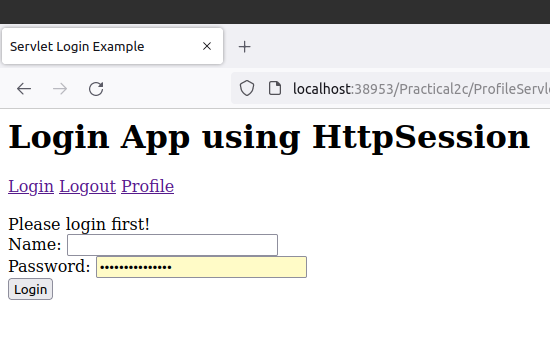 Servlet Login Example
localhost:38953/Practical2c/ProfileServl
Login App using HttpSession
Login Logout Profile
Please login first!
Name:
Password: •••••••••••••••
Login